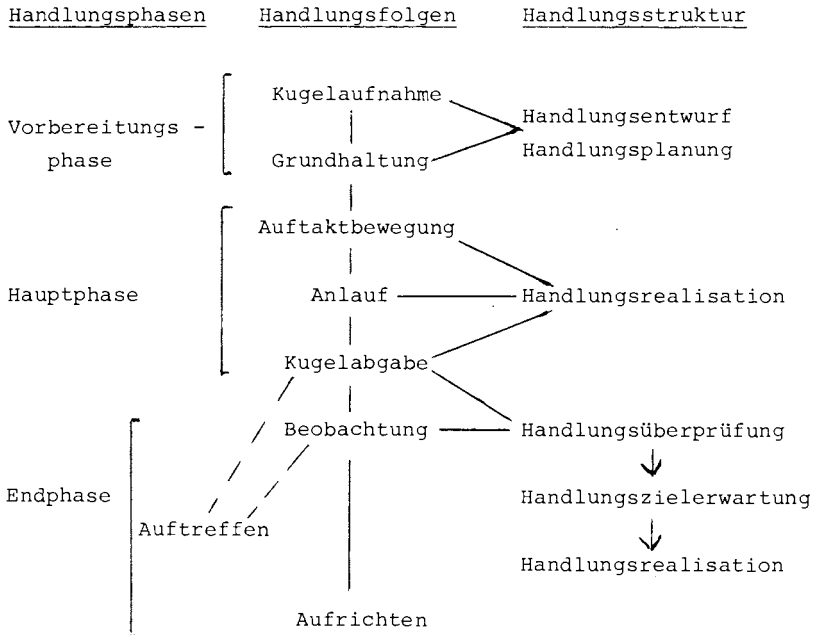 Handlungsphasen Handlungsfolgen Handlungsstruktur
Kugelaufnahme
Handlungsentwurf
Vorbereitungs -
phase
Handlungsplanung
Grundhaltung
Auftaktbewegung
Hauptphase Anlauf Handlungsrealisation
Kugelabgabe
Beobachtung Handlungsüberprüfung
Endphase Handlungszielerwartung
Auftreffen
Handlungsrealisation
Aufrichten